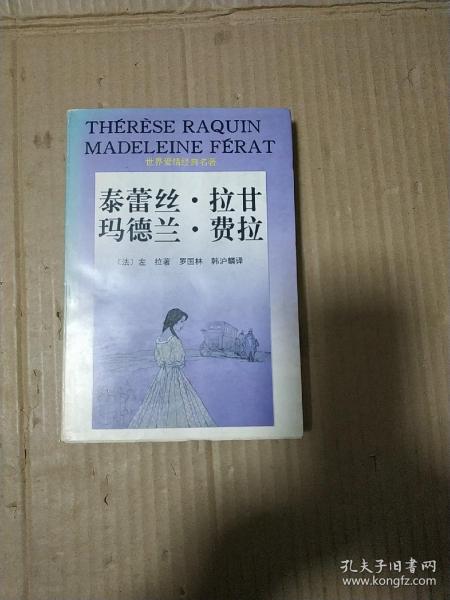 THÉRÈSE RAQUIN
MADELEINE FÉRAT
世界爱情经典名著
泰蕾丝·拉甘
玛德兰·费拉
〔法〕左 拉著 罗国林 韩沪麟译
孔夫子旧书网
www.kongfz.com